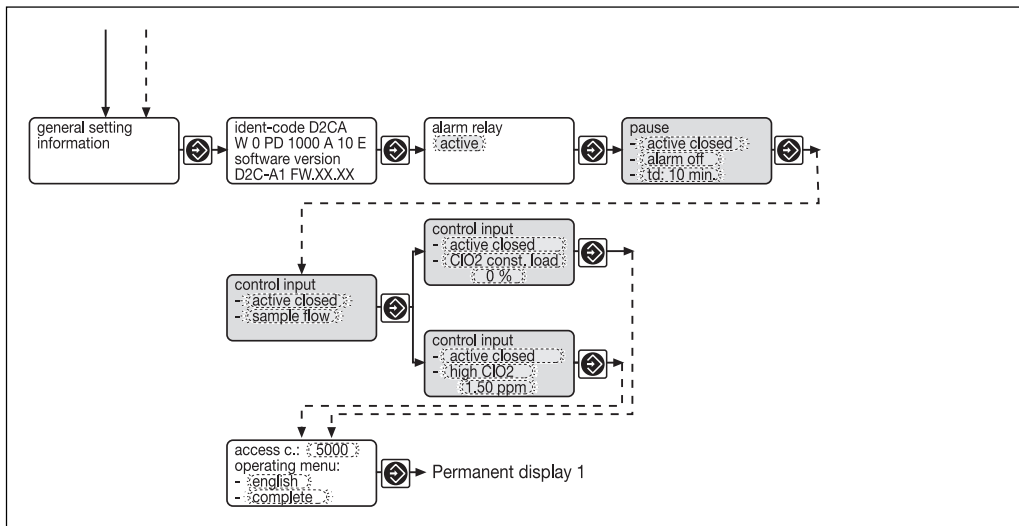 general setting
information
ident-code D2CA
W 0 PD 1000 A 10 E
software version
D2C-A1 FW.XX.XX
alarm relay
active
pause
- active closed
- alarm off
- td: 10 min.
control input
- active closed
- ClO2 const. load
0 %
control input
- active closed
- sample flow
control input
- active closed
- high ClO2
1.50 ppm
access c.: 5000
operating menu:
- english
- complete
Permanent display 1